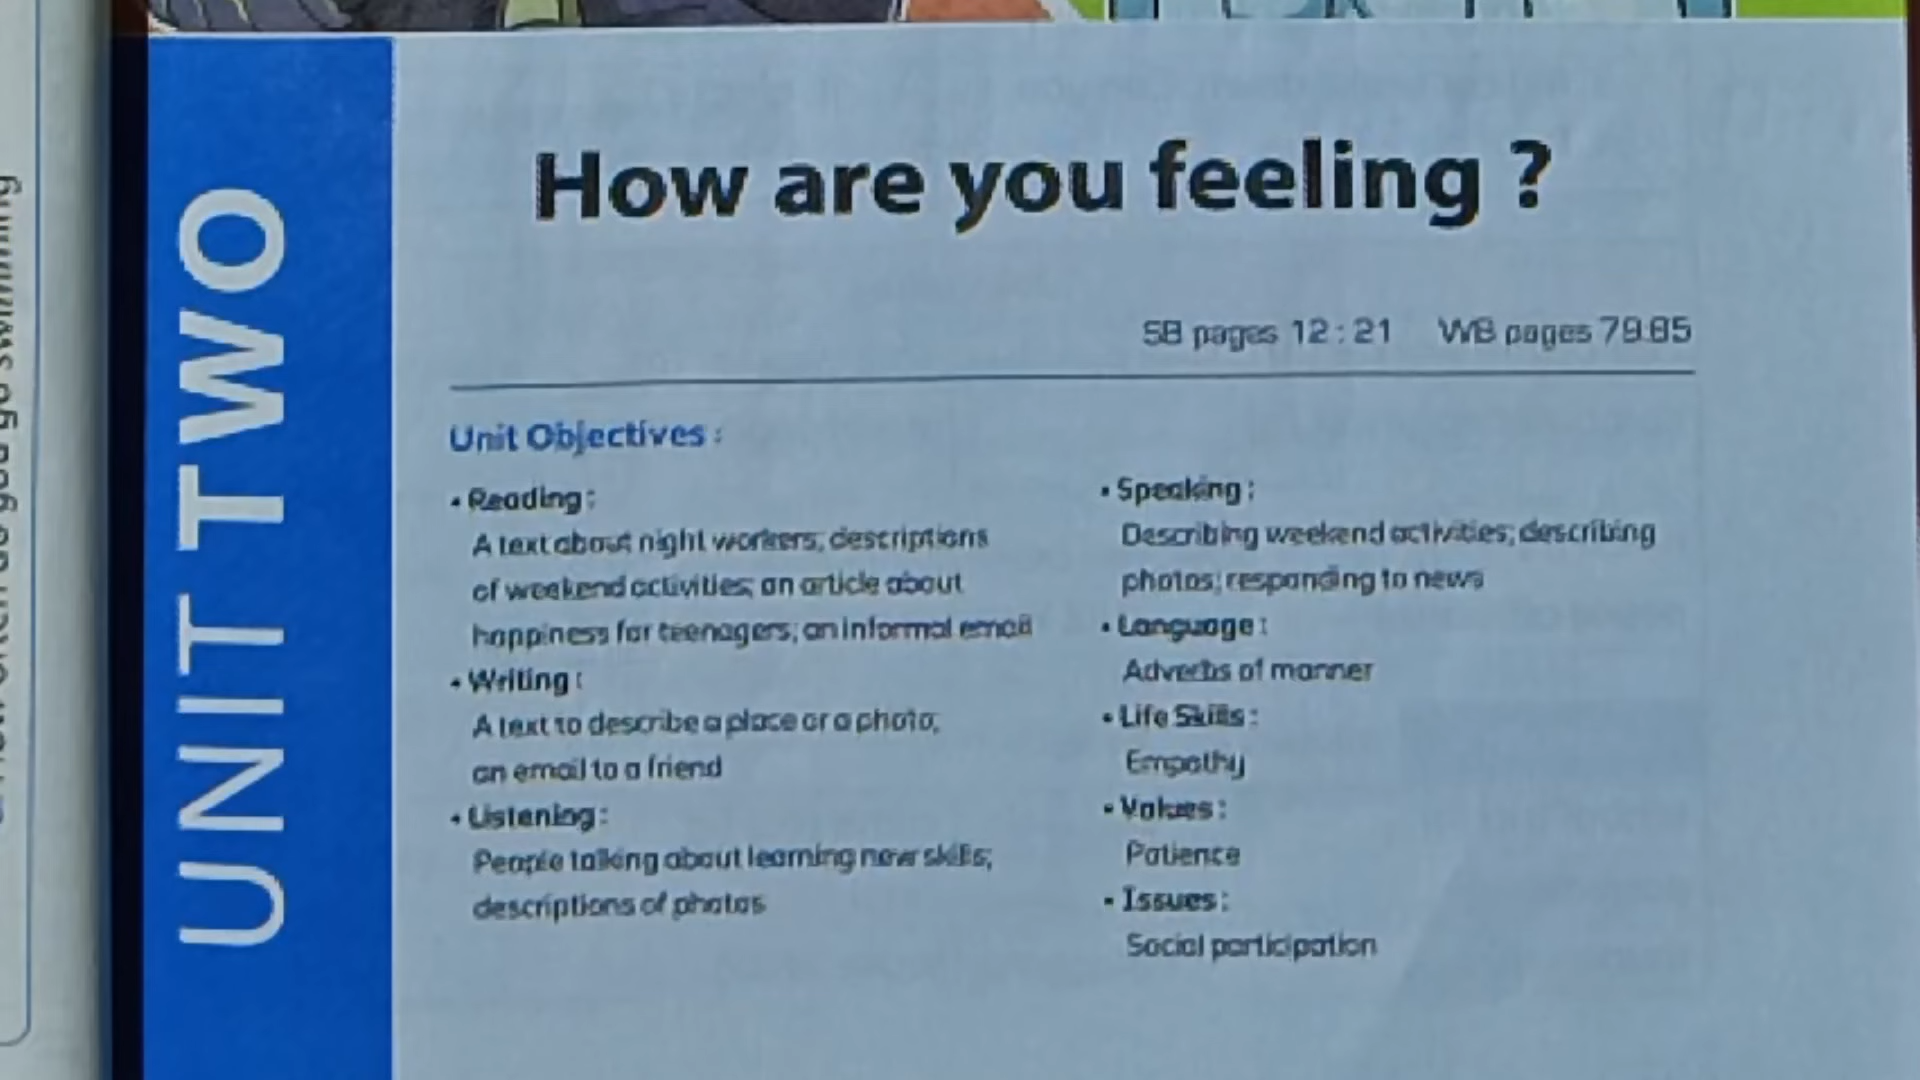 UNIT TWO
How are you feeling ?
SB pages 12 : 21 WB pages 79:85
Unit Objectives :
• Reading :
A text about night workers; descriptions
of weekend activities; an article about
happiness for teenagers; an informal email
• Writing :
A text to describe a place or a photo;
an email to a friend
• Listening :
People talking about learning new skills;
descriptions of photos
• Speaking :
Describing weekend activities; describing
photos; responding to news
• Language :
Adverbs of manner
• Life Skills :
Empathy
• Values :
Patience
• Issues :
Social participation
go swimming